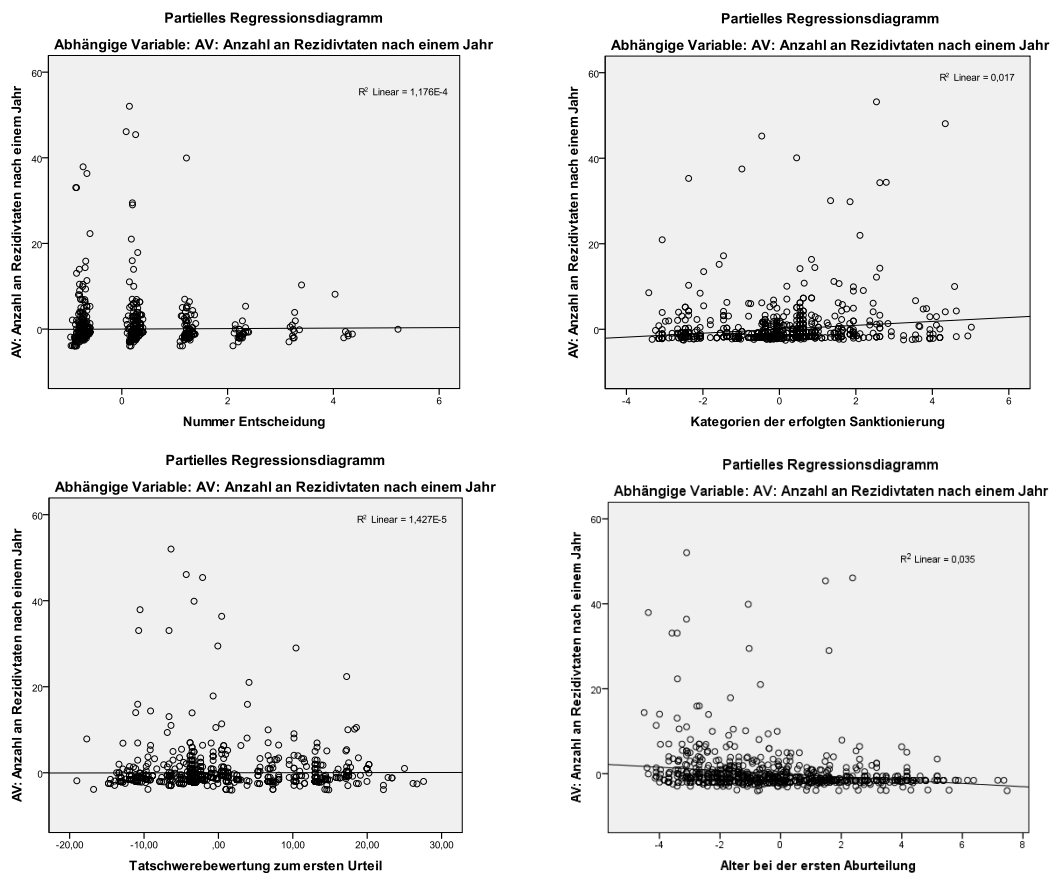 Partielles Regressionsdiagramm
Abhängige Variable: AV: Anzahl an Rezidivtaten nach einem Jahr
R² Linear = 1,176E-4
AV: Anzahl an Rezidivtaten nach einem Jahr
60
40
20
0
0 2 4 6
Nummer Entscheidung
Partielles Regressionsdiagramm
Abhängige Variable: AV: Anzahl an Rezidivtaten nach einem Jahr
R² Linear = 0,017
AV: Anzahl an Rezidivtaten nach einem Jahr
60
40
20
0
-4 -2 0 2 4 6
Kategorien der erfolgten Sanktionierung
Partielles Regressionsdiagramm
Abhängige Variable: AV: Anzahl an Rezidivtaten nach einem Jahr
R² Linear = 1,427E-5
AV: Anzahl an Rezidivtaten nach einem Jahr
60
40
20
0
-20,00 -10,00 ,00 10,00 20,00 30,00
Tatschwerebewertung zum ersten Urteil
Partielles Regressionsdiagramm
Abhängige Variable: AV: Anzahl an Rezidivtaten nach einem Jahr
R² Linear = 0,035
AV: Anzahl an Rezidivtaten nach einem Jahr
60
40
20
0
-4 -2 0 2 4 6 8
Alter bei der ersten Aburteilung